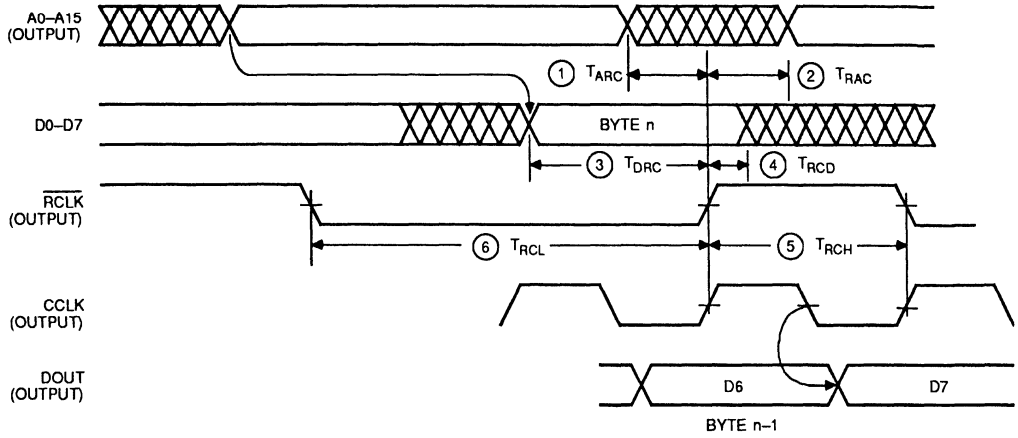 A0–A15
(OUTPUT)
1 TARC
2 TRAC
D0–D7
BYTE n
3 TDRC
4 TRCD
RCLK
(OUTPUT)
6 TRCL
5 TRCH
CCLK
(OUTPUT)
DOUT
(OUTPUT)
D6
D7
BYTE n–1